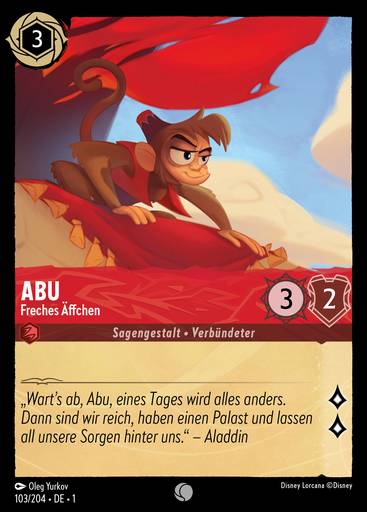 3
ABU
Freches Äffchen
3
2
Sagengestalt • Verbündeter
„Wart's ab, Abu, eines Tages wird alles anders.
Dann sind wir reich, haben einen Palast und lassen
all unsere Sorgen hinter uns.“ – Aladdin
Oleg Yurkov
Disney Lorcana ©Disney
103/204 • DE • 1